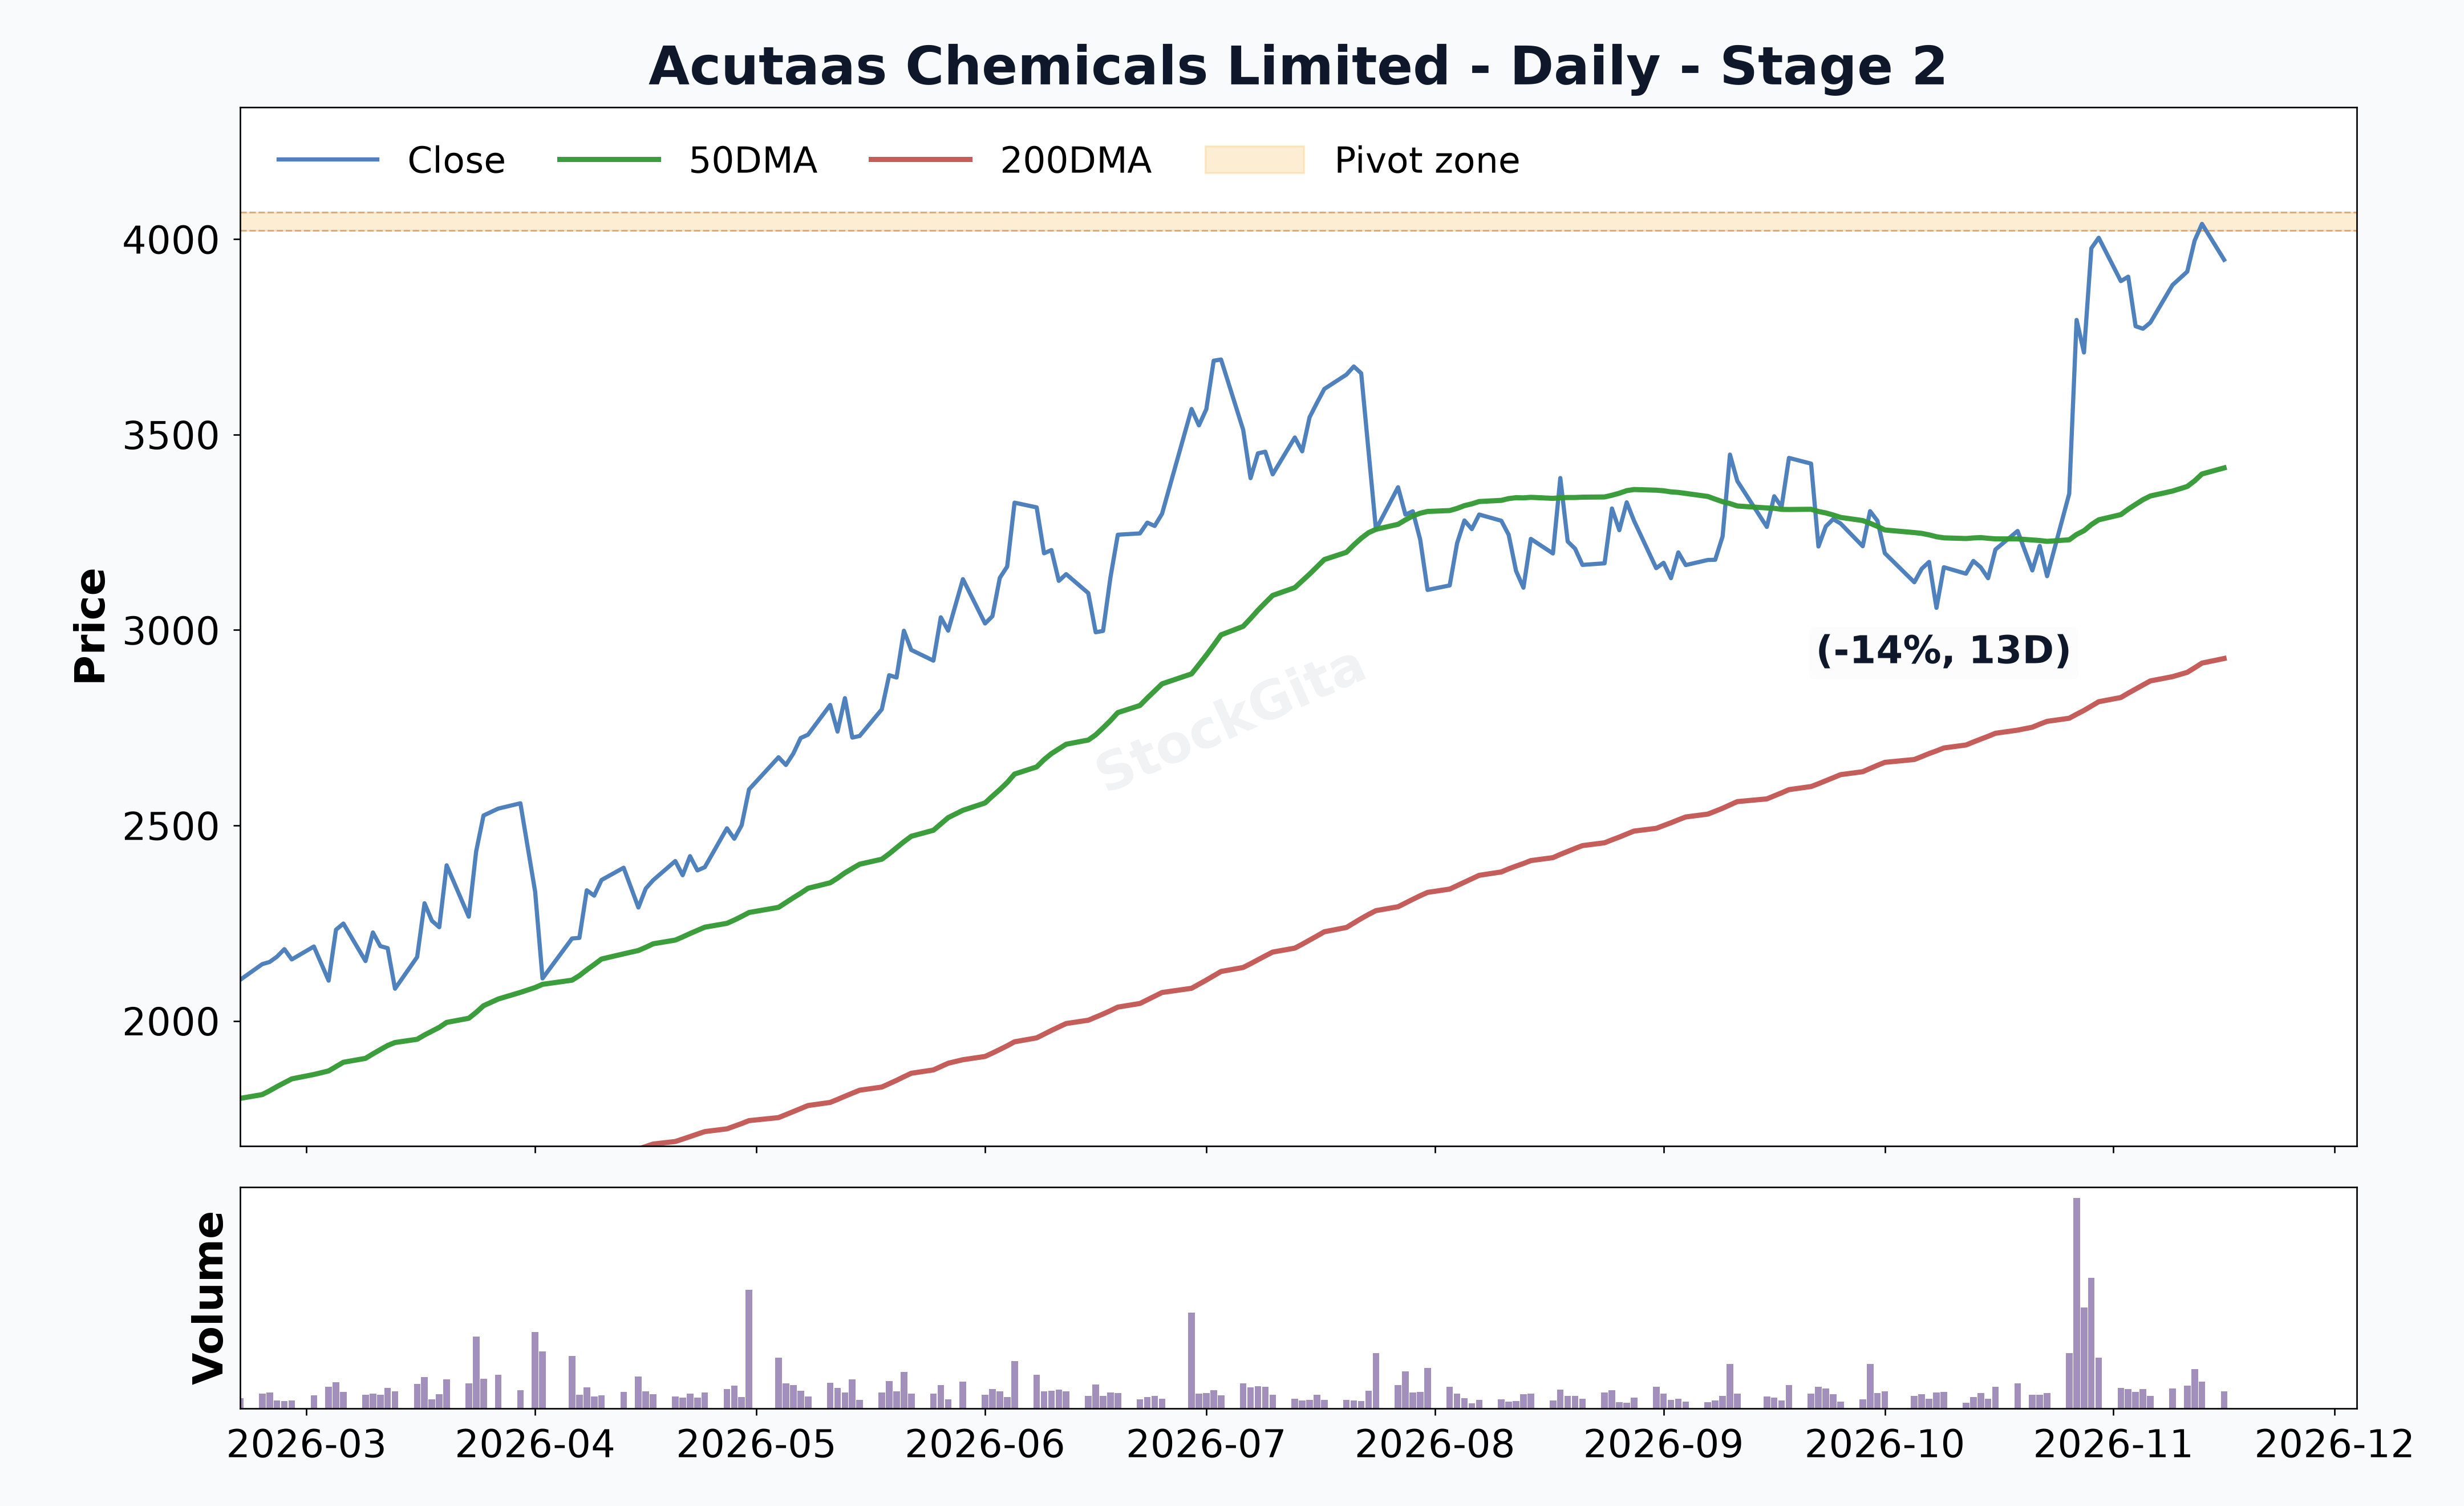 Acutaas Chemicals Limited - Daily - Stage 2
Close 50DMA 200DMA Pivot zone
4000
3500
3000
2500
2000
Price
(-14%, 13D)
StockGita
Volume
2026-03 2026-04 2026-05 2026-06 2026-07 2026-08 2026-09 2026-10 2026-11 2026-12